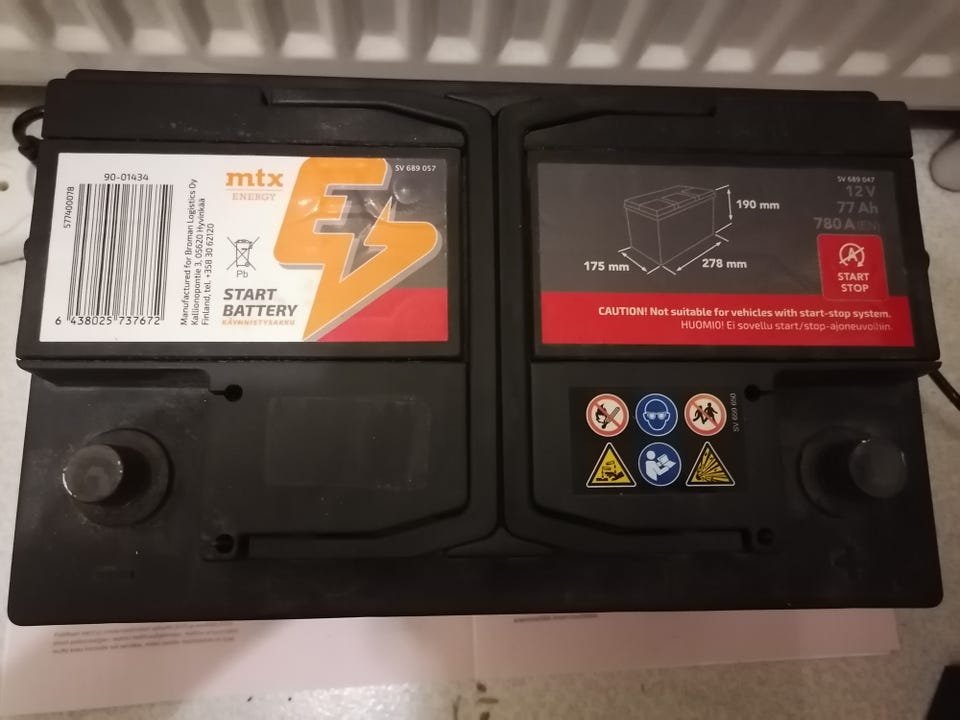 90-01434
577400078
6 438025 737672
Manufactured for Broman Logistics Oy
Kallionopontie 3, 05620 Hyvinkää
Finland, tel. +358 30 62120
mtx
ENERGY
Pb
START
BATTERY
KÄYNNISTYSAKKU
SV 689 057
SV 689 047
12 V
77 Ah
780 A(EN)
190 mm
175 mm
278 mm
START
STOP
CAUTION! Not suitable for vehicles with start-stop system.
HUOMIO! Ei sovellu start/stop-ajoneuvoihin.
SV 659 650